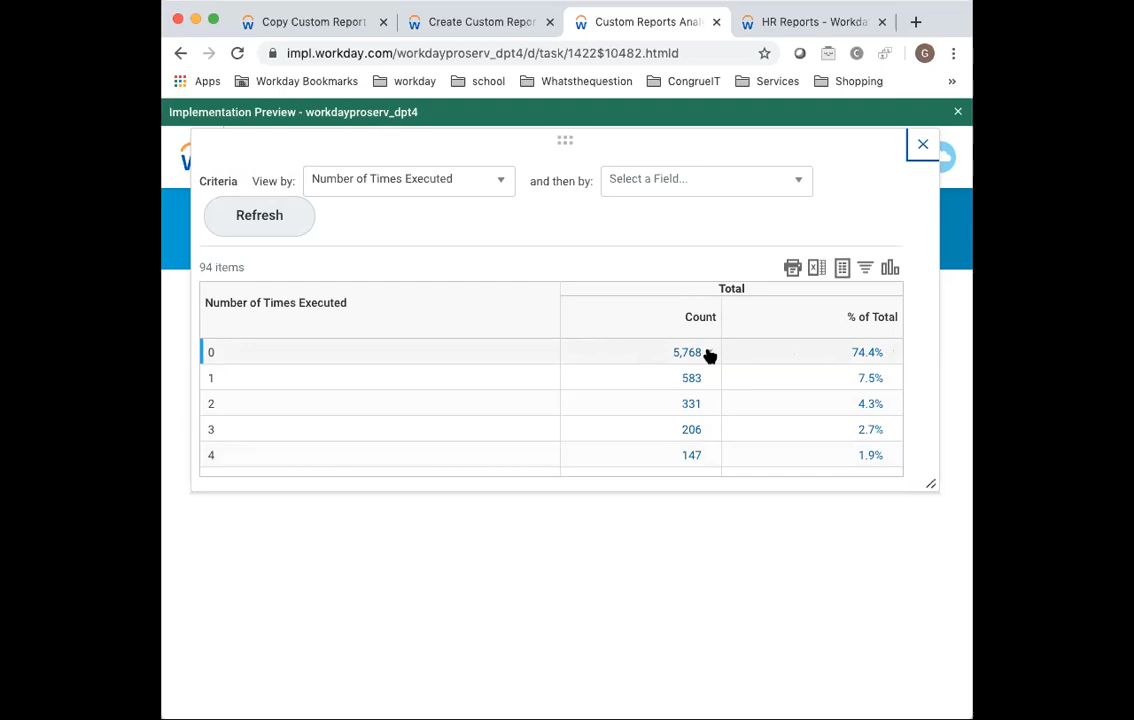 Copy Custom Report
Create Custom Repor
Custom Reports Anal
HR Reports - Workda
impl.workday.com/workdayproserv_dpt4/d/task/1422$10482.htmld
G
Apps
Workday Bookmarks
workday
school
Whatsthequestion
CongrueIT
Services
Shopping
»
Implementation Preview - workdayproserv_dpt4
Criteria View by: Number of Times Executed and then by: Select a Field...
Refresh
94 items
Total
Number of Times Executed
Count % of Total
0 5,768 74.4%
1 583 7.5%
2 331 4.3%
3 206 2.7%
4 147 1.9%